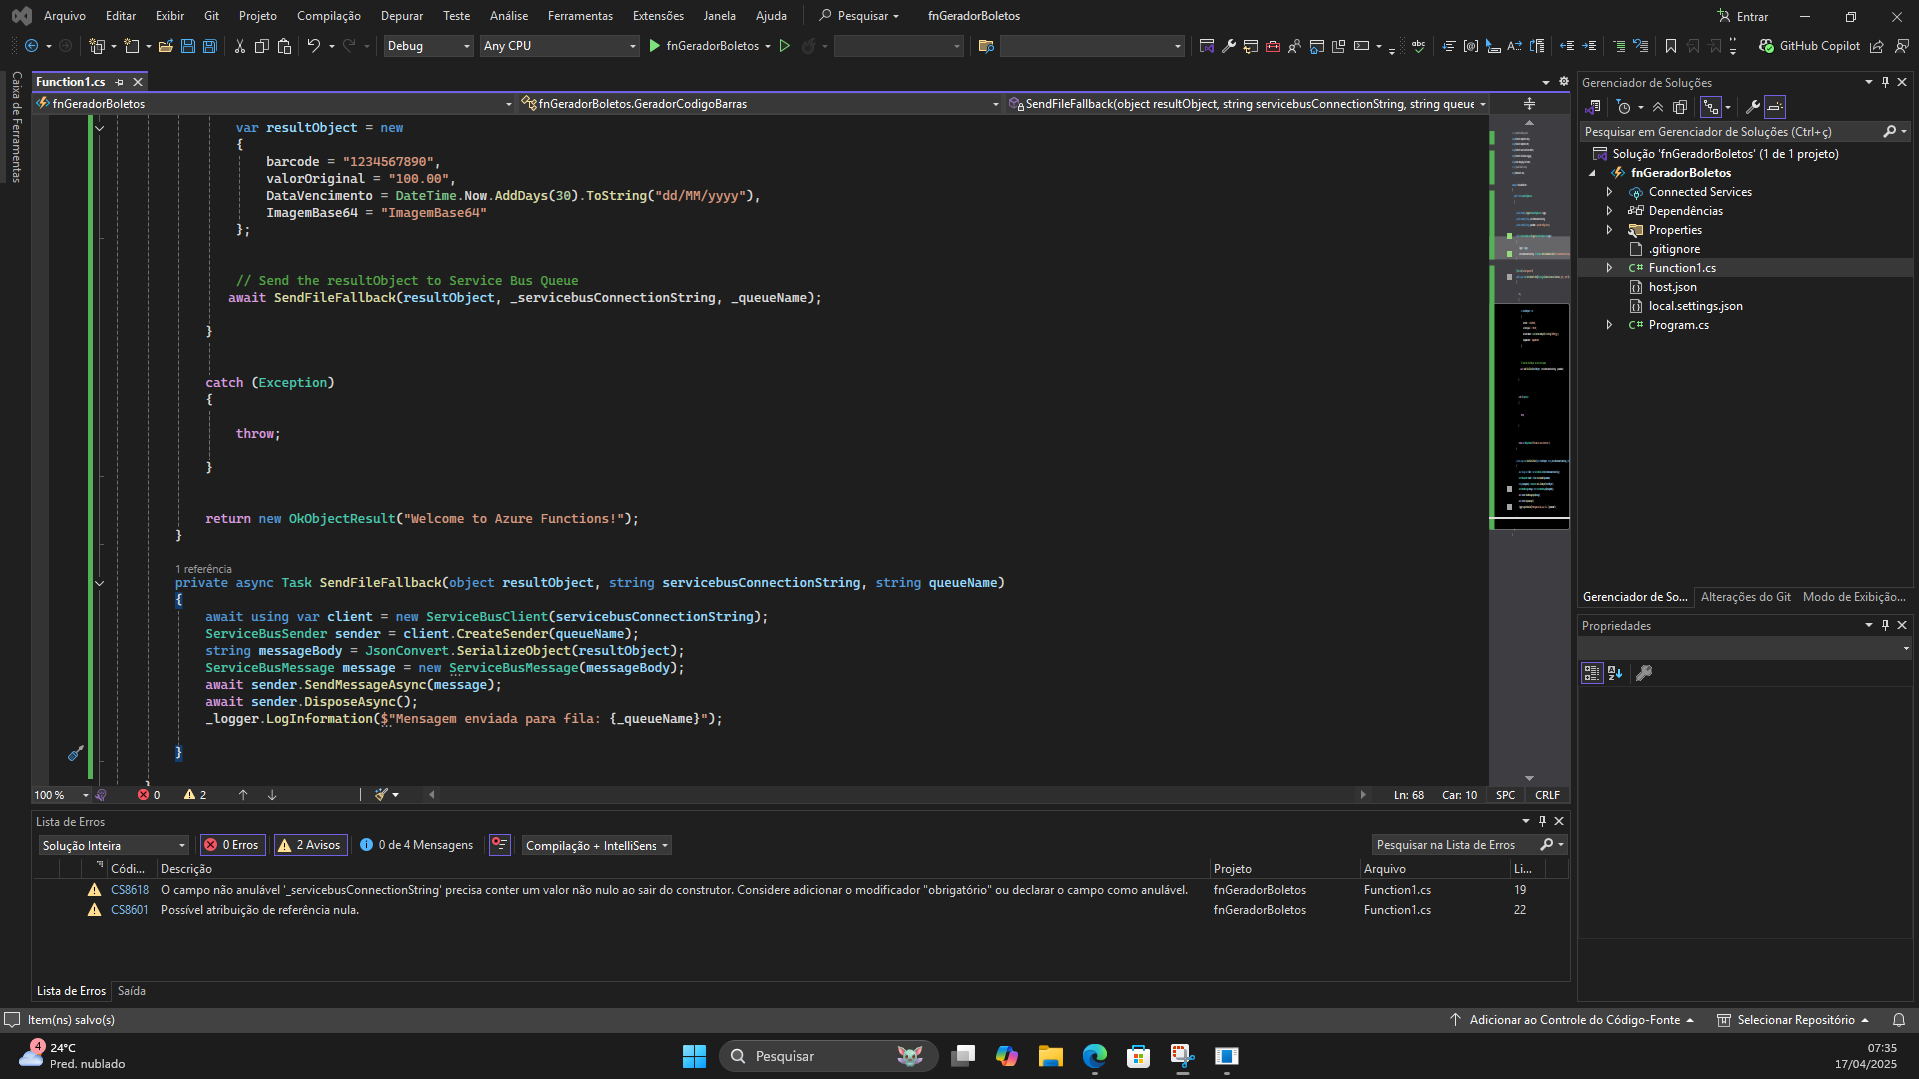 Arquivo Editar Exibir Git Projeto Compilação Depurar Teste Análise Ferramentas Extensões Janela Ajuda Pesquisar fnGeradorBoletos Entrar
Debug Any CPU fnGeradorBoletos GitHub Copilot
Caixa de Ferramentas
Function1.cs
fnGeradorBoletos fnGeradorBoletos.GeradorCodigoBarras SendFileFallback(object resultObject, string servicebusConnectionString, string queue
var resultObject = new
{
barcode = "1234567890",
valorOriginal = "100.00",
DataVencimento = DateTime.Now.AddDays(30).ToString("dd/MM/yyyy"),
ImagemBase64 = "ImagemBase64"
};
// Send the resultObject to Service Bus Queue
await SendFileFallback(resultObject, _servicebusConnectionString, _queueName);
}
catch (Exception)
{
throw;
}
return new OkObjectResult("Welcome to Azure Functions!");
}
1 referência
private async Task SendFileFallback(object resultObject, string servicebusConnectionString, string queueName)
{
await using var client = new ServiceBusClient(servicebusConnectionString);
ServiceBusSender sender = client.CreateSender(queueName);
string messageBody = JsonConvert.SerializeObject(resultObject);
ServiceBusMessage message = new ServiceBusMessage(messageBody);
await sender.SendMessageAsync(message);
await sender.DisposeAsync();
_logger.LogInformation($"Mensagem enviada para fila: {_queueName}");
}
100 % 0 2 Ln: 68 Car: 10 SPC CRLF
Lista de Erros
Solução Inteira 0 Erros 2 Avisos 0 de 4 Mensagens Compilação + IntelliSens Pesquisar na Lista de Erros
Códi... Descrição Projeto Arquivo Li...
CS8618 O campo não anulável '_servicebusConnectionString' precisa conter um valor não nulo ao sair do construtor. Considere adicionar o modificador "obrigatório" ou declarar o campo como anulável. fnGeradorBoletos Function1.cs 19
CS8601 Possível atribuição de referência nula. fnGeradorBoletos Function1.cs 22
Lista de Erros Saída
Gerenciador de Soluções
Pesquisar em Gerenciador de Soluções (Ctrl+ç)
Solução 'fnGeradorBoletos' (1 de 1 projeto)
fnGeradorBoletos
Connected Services
Dependências
Properties
.gitignore
C# Function1.cs
host.json
local.settings.json
C# Program.cs
Gerenciador de So... Alterações do Git Modo de Exibição...
Propriedades
Item(ns) salvo(s) Adicionar ao Controle do Código-Fonte Selecionar Repositório
4 24°C
Pred. nublado
Pesquisar
07:35
17/04/2025